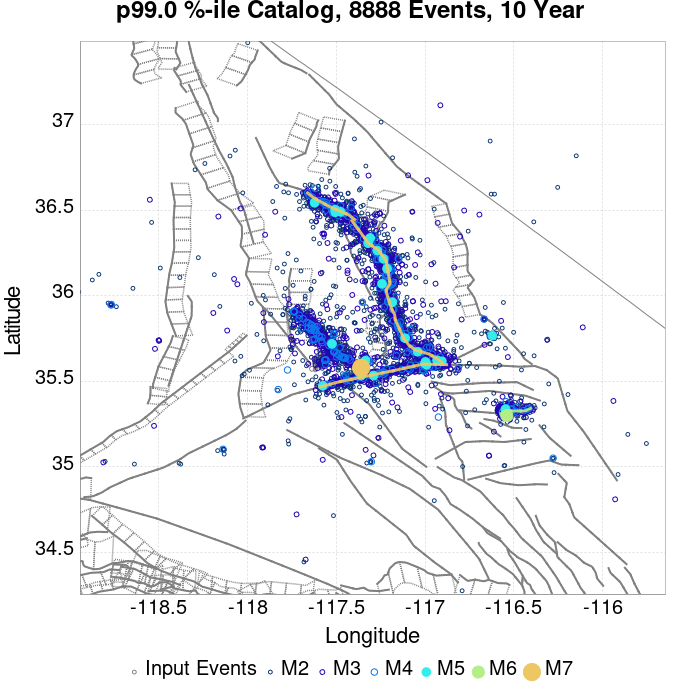 p99.0 %-ile Catalog, 8888 Events, 10 Year
Latitude
37
36.5
36
35.5
35
34.5
-118.5 -118 -117.5 -117 -116.5 -116
Longitude
Input Events M2 M3 M4 M5 M6 M7